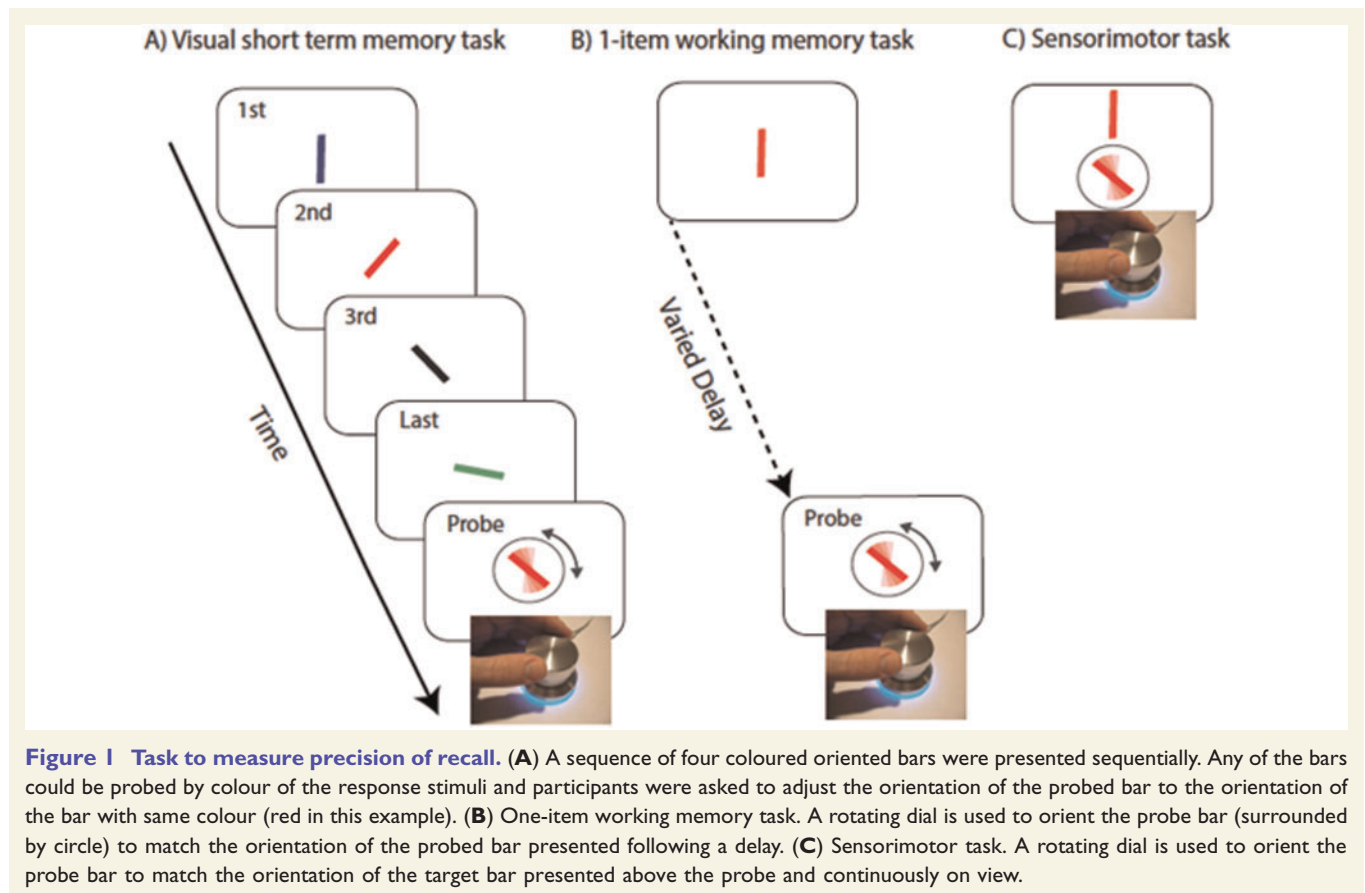 A) Visual short term memory task
B) 1-item working memory task
C) Sensorimotor task
1st
2nd
3rd
Last
Probe
Time
Varied Delay
Probe
Figure 1 Task to measure precision of recall. (A) A sequence of four coloured oriented bars were presented sequentially. Any of the bars
could be probed by colour of the response stimuli and participants were asked to adjust the orientation of the probed bar to the orientation of
the bar with same colour (red in this example). (B) One-item working memory task. A rotating dial is used to orient the probe bar (surrounded
by circle) to match the orientation of the probed bar presented following a delay. (C) Sensorimotor task. A rotating dial is used to orient the
probe bar to match the orientation of the target bar presented above the probe and continuously on view.